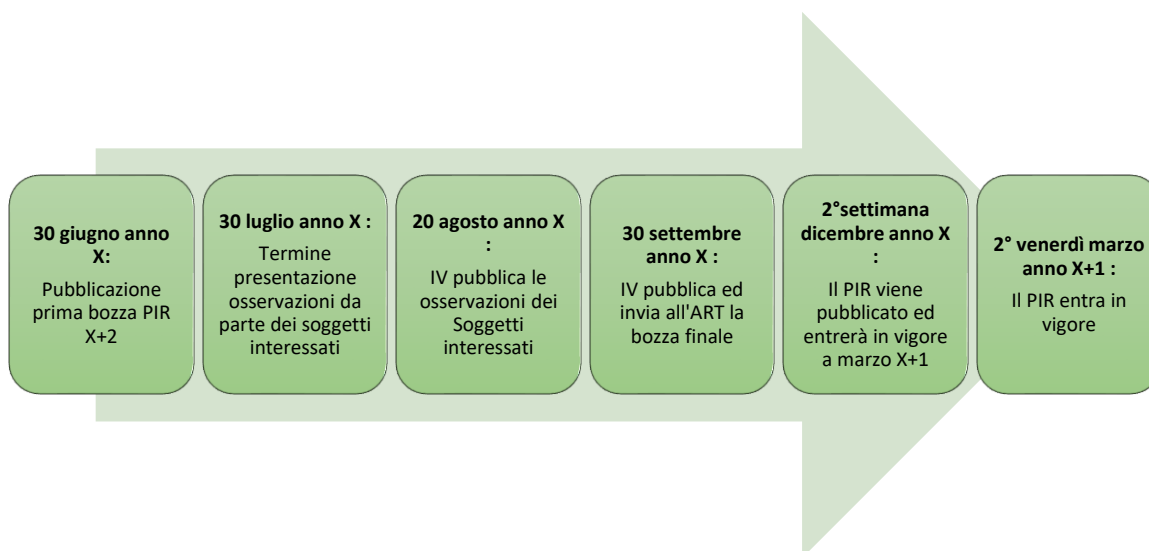 30 giugno anno
X:
Pubblicazione
prima bozza PIR
X+2
30 luglio anno X :
Termine
presentazione
osservazioni da
parte dei soggetti
interessati
20 agosto anno X
:
IV pubblica le
osservazioni dei
Soggetti
interessati
30 settembre
anno X :
IV pubblica ed
invia all'ART la
bozza finale
2°settimana
dicembre anno X
:
Il PIR viene
pubblicato ed
entrerà in vigore
a marzo X+1
2° venerdì marzo
anno X+1 :
Il PIR entra in
vigore